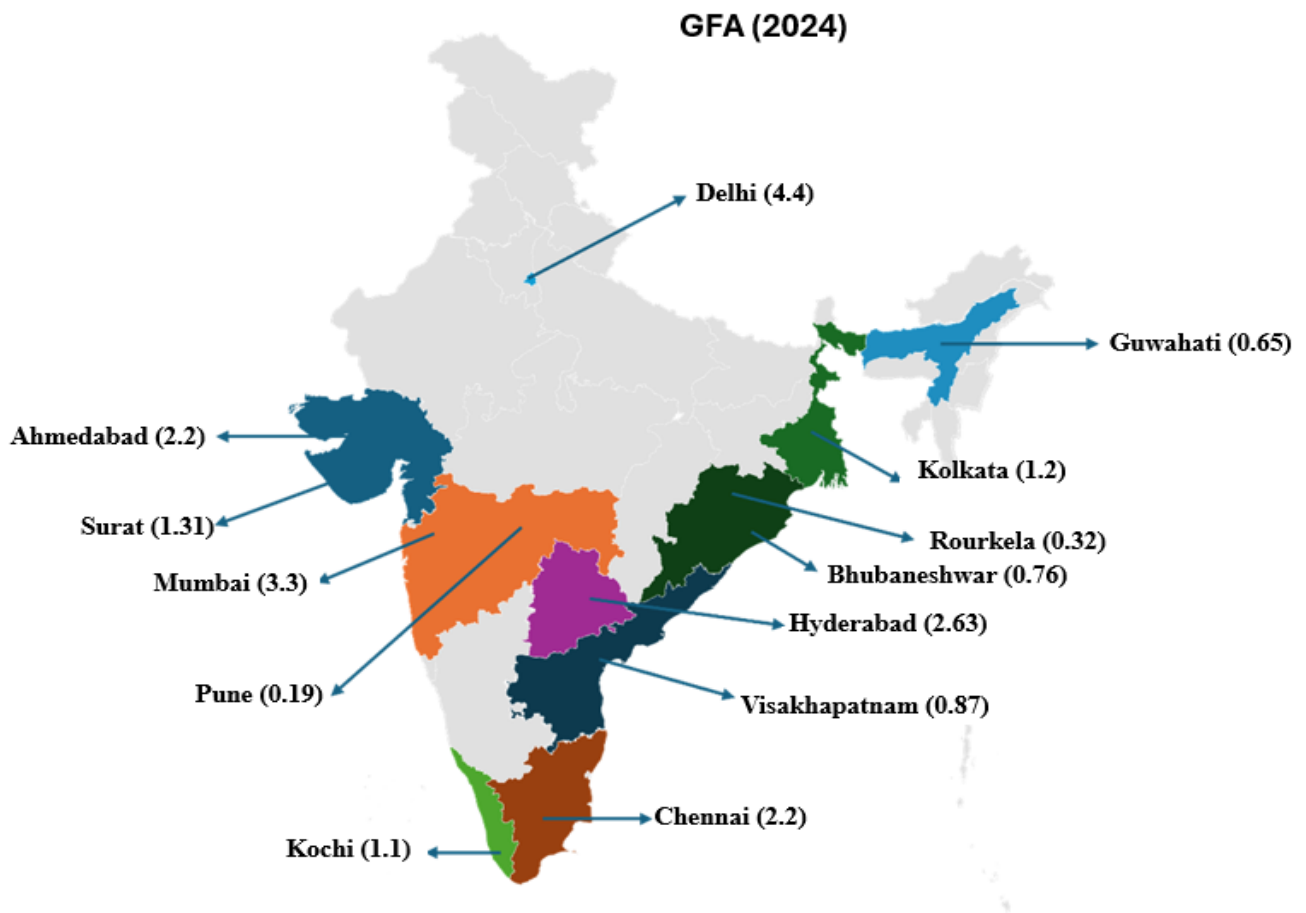 GFA (2024)
Delhi (4.4)
Guwahati (0.65)
Ahmedabad (2.2)
Kolkata (1.2)
Surat (1.31)
Rourkela (0.32)
Mumbai (3.3)
Bhubaneshwar (0.76)
Hyderabad (2.63)
Pune (0.19)
Visakhapatnam (0.87)
Chennai (2.2)
Kochi (1.1)